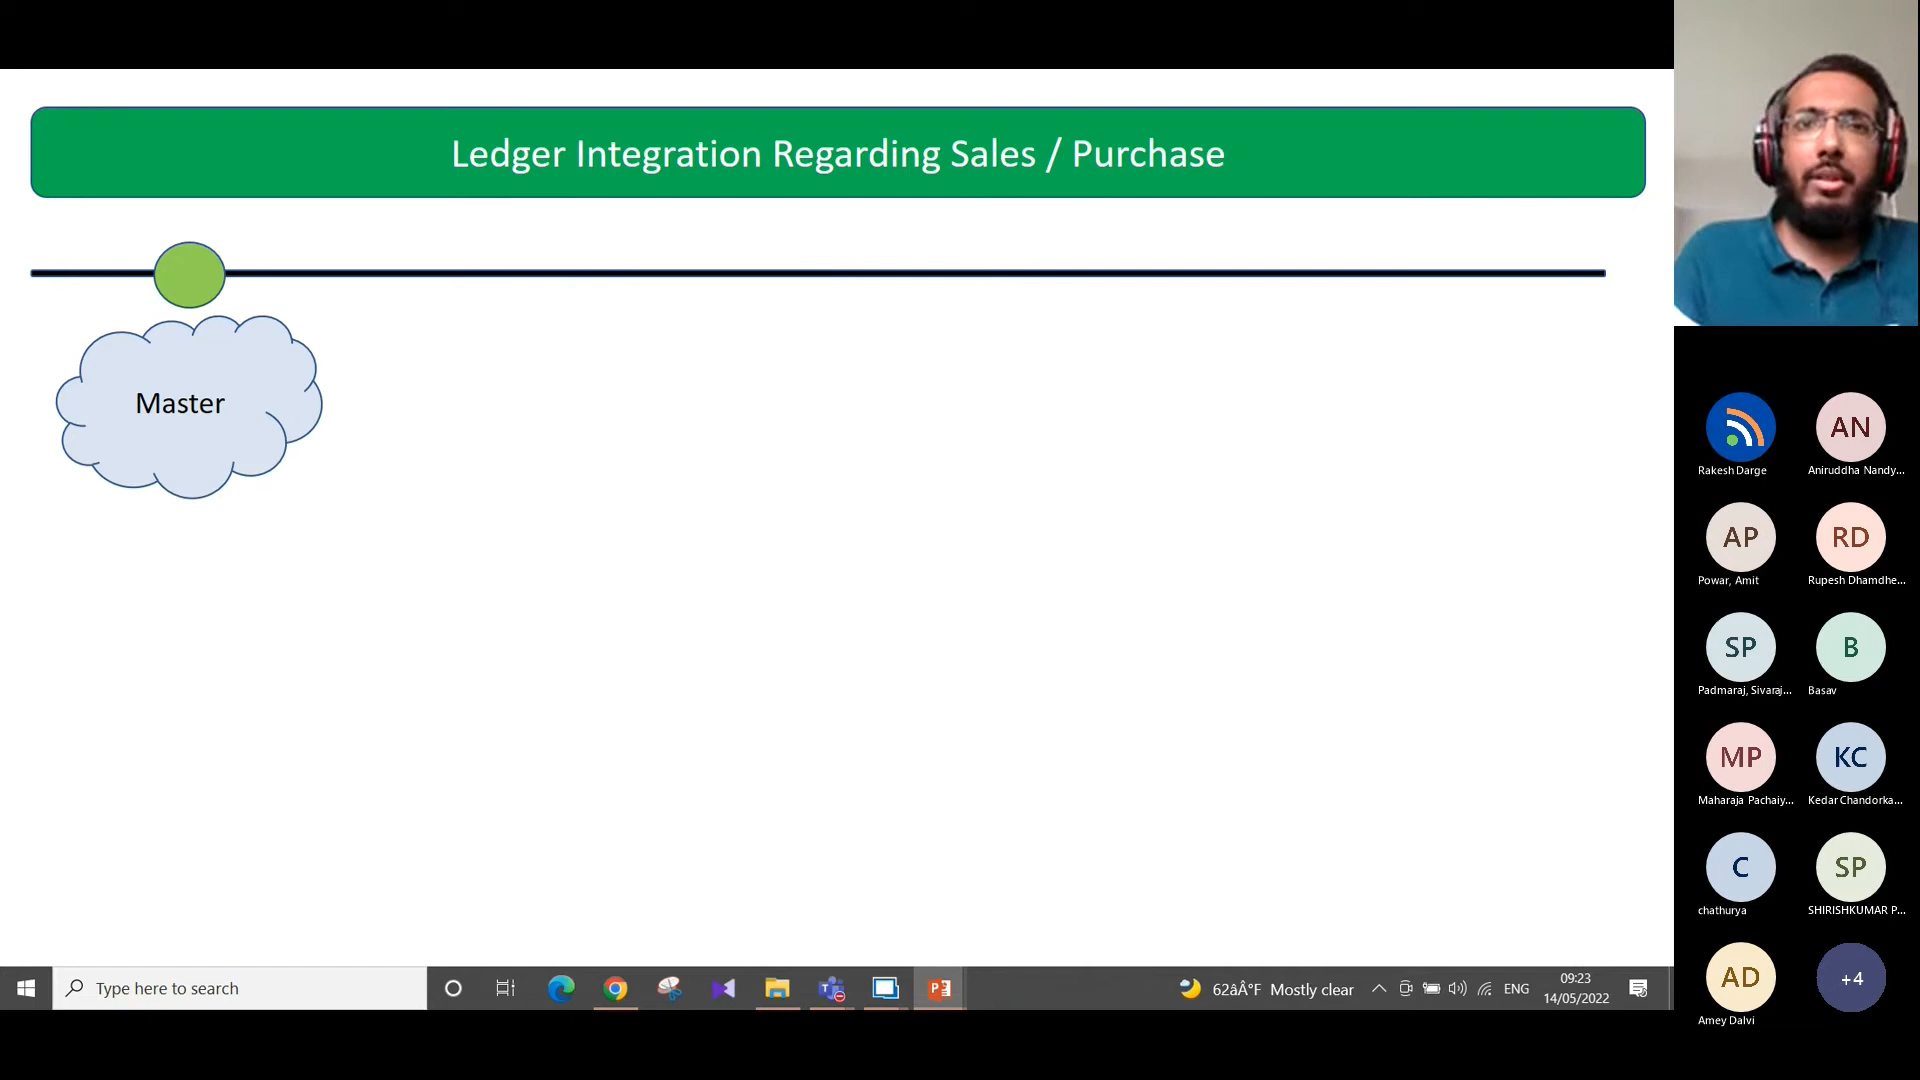 Ledger Integration Regarding Sales / Purchase
Master
Rakesh Darge
AN
Aniruddha Nandy...
AP
Powar, Amit
RD
Rupesh Dhamdhe...
SP
Padmaraj, Sivaraj...
B
Basav
MP
Maharaja Pachaiy...
KC
Kedar Chandorka...
C
chathurya
SP
SHIRISHKUMAR P...
AD
Amey Dalvi
+4
Type here to search
62âÂ°F Mostly clear
ENG
09:23
14/05/2022